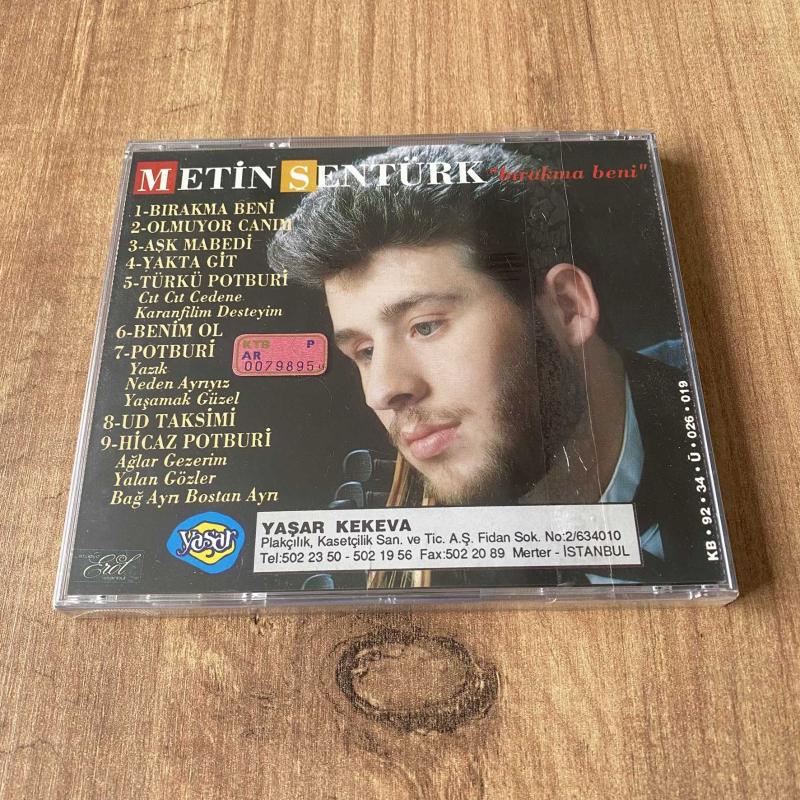 METİN SENTÜRK "bırakma beni"
1-BIRAKMA BENİ
2-OLMUYOR CANIM
3-AŞK MABEDİ
4-YAKTA GİT
5-TÜRKÜ POTBURİ
Cıt Cıt Cedene
Karanfilim Desteyim
6-BENİM OL
7-POTBURİ
Yazık
Neden Ayrıyız
Yaşamak Güzel
8-UD TAKSİMİ
9-HİCAZ POTBURİ
Ağlar Gezerim
Yalan Gözler
Bağ Ayrı Bostan Ayrı
KTB P
AR
0079895
yaşar
Erol
YAŞAR KEKEVA
Plakçılık, Kasetçilik San. ve Tic. A.Ş. Fidan Sok. No:2/634010
Tel:502 23 50 - 502 19 56 Fax:502 20 89 Merter - İSTANBUL
KB • 92 • 34 • Ü • 026 • 019